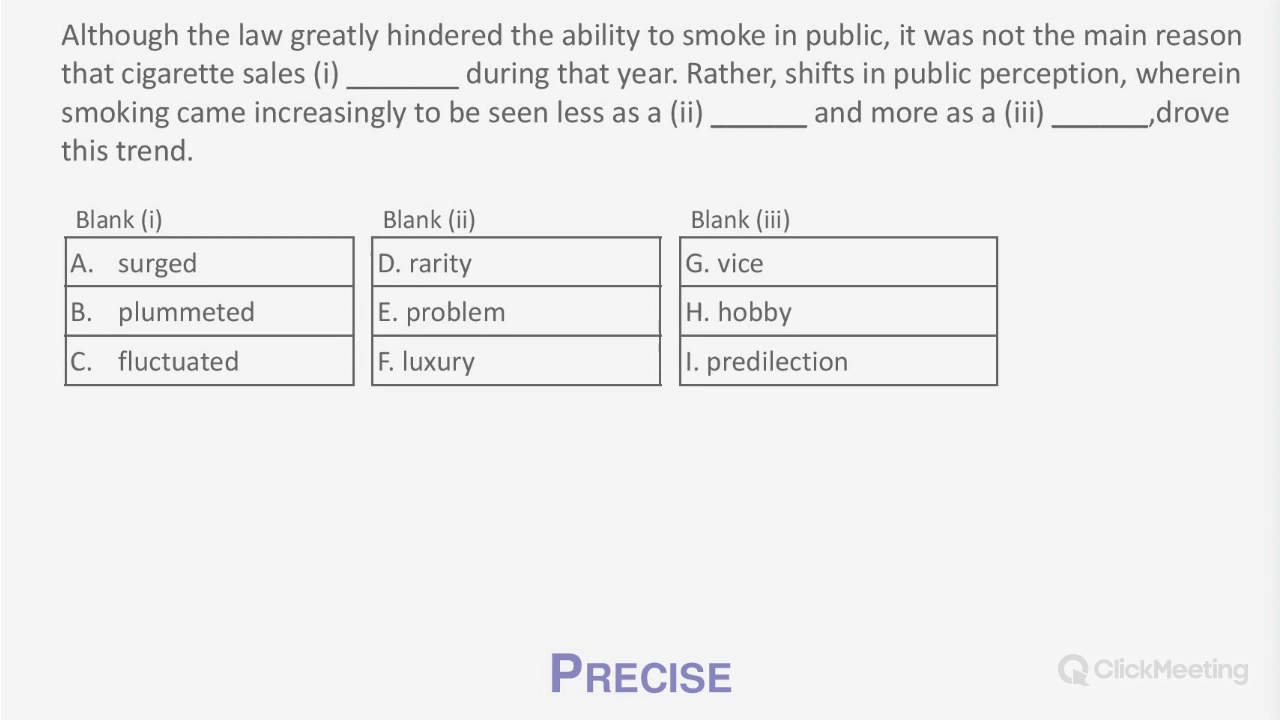 Although the law greatly hindered the ability to smoke in public, it was not the main reason
that cigarette sales (i) _______ during that year. Rather, shifts in public perception, wherein
smoking came increasingly to be seen less as a (ii) ______ and more as a (iii) ______,drove
this trend.
Blank (i) Blank (ii) Blank (iii)
A. surged D. rarity G. vice
B. plummeted E. problem H. hobby
C. fluctuated F. luxury I. predilection
PRECISE
ClickMeeting